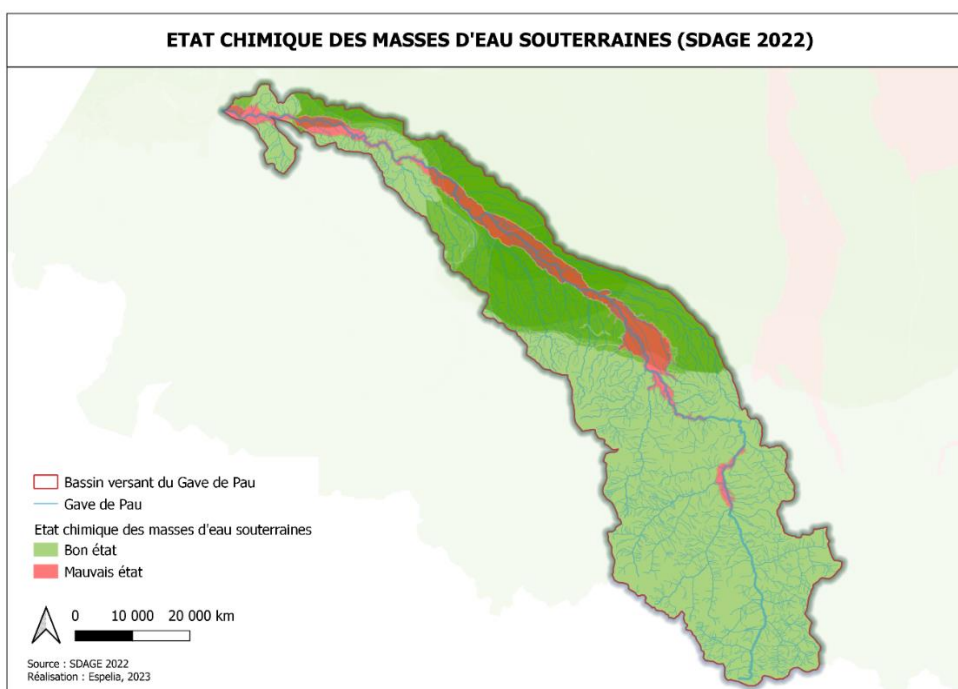 ETAT CHIMIQUE DES MASSES D'EAU SOUTERRAINES (SDAGE 2022)
Bassin versant du Gave de Pau
Gave de Pau
Etat chimique des masses d'eau souterraines
Bon état
Mauvais état
0 10 000 20 000 km
Source : SDAGE 2022
Réalisation : Espelia, 2023